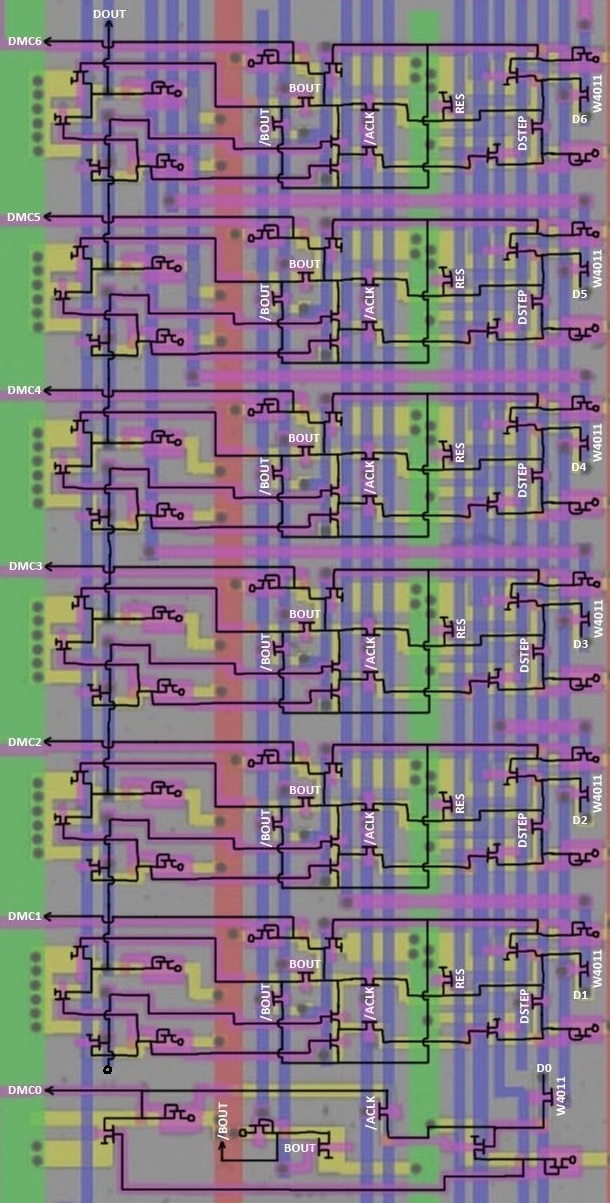 DOUT
DMC6
BOUT
/BOUT
/ACLK
RES
DSTEP
D6
W4011
DMC5
BOUT
/BOUT
/ACLK
RES
DSTEP
D5
W4011
DMC4
BOUT
/BOUT
/ACLK
RES
DSTEP
D4
W4011
DMC3
BOUT
/BOUT
/ACLK
RES
DSTEP
D3
W4011
DMC2
BOUT
/BOUT
/ACLK
RES
DSTEP
D2
W4011
DMC1
BOUT
/BOUT
/ACLK
RES
DSTEP
D1
W4011
DMC0
/BOUT
BOUT
/ACLK
D0
W4011